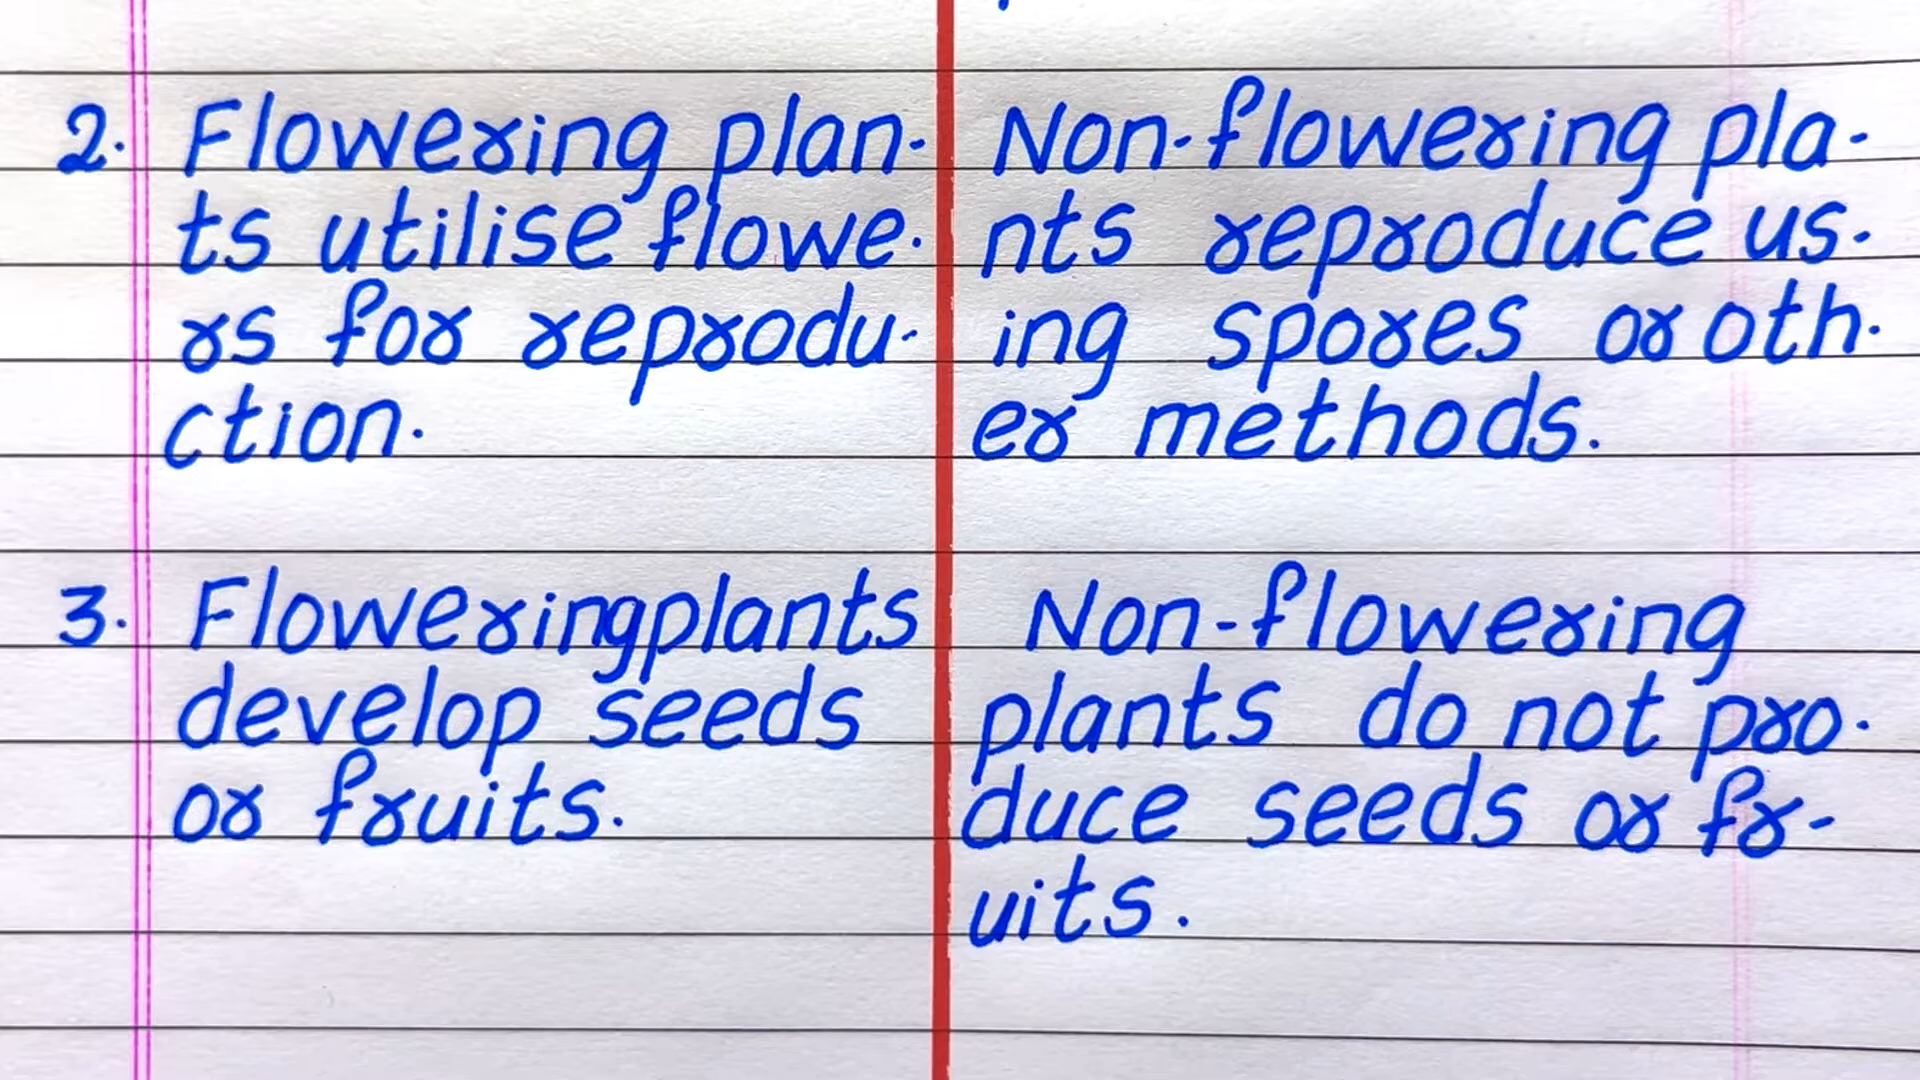 2. Flowering plan-
ts utilise flowe-
rs for reprodu-
ction.
Non-flowering pla-
nts reproduce us-
ing spores or oth-
er methods.
3. Flowering plants
develop seeds
or fruits.
Non-flowering
plants do not pro-
duce seeds or fr-
uits.